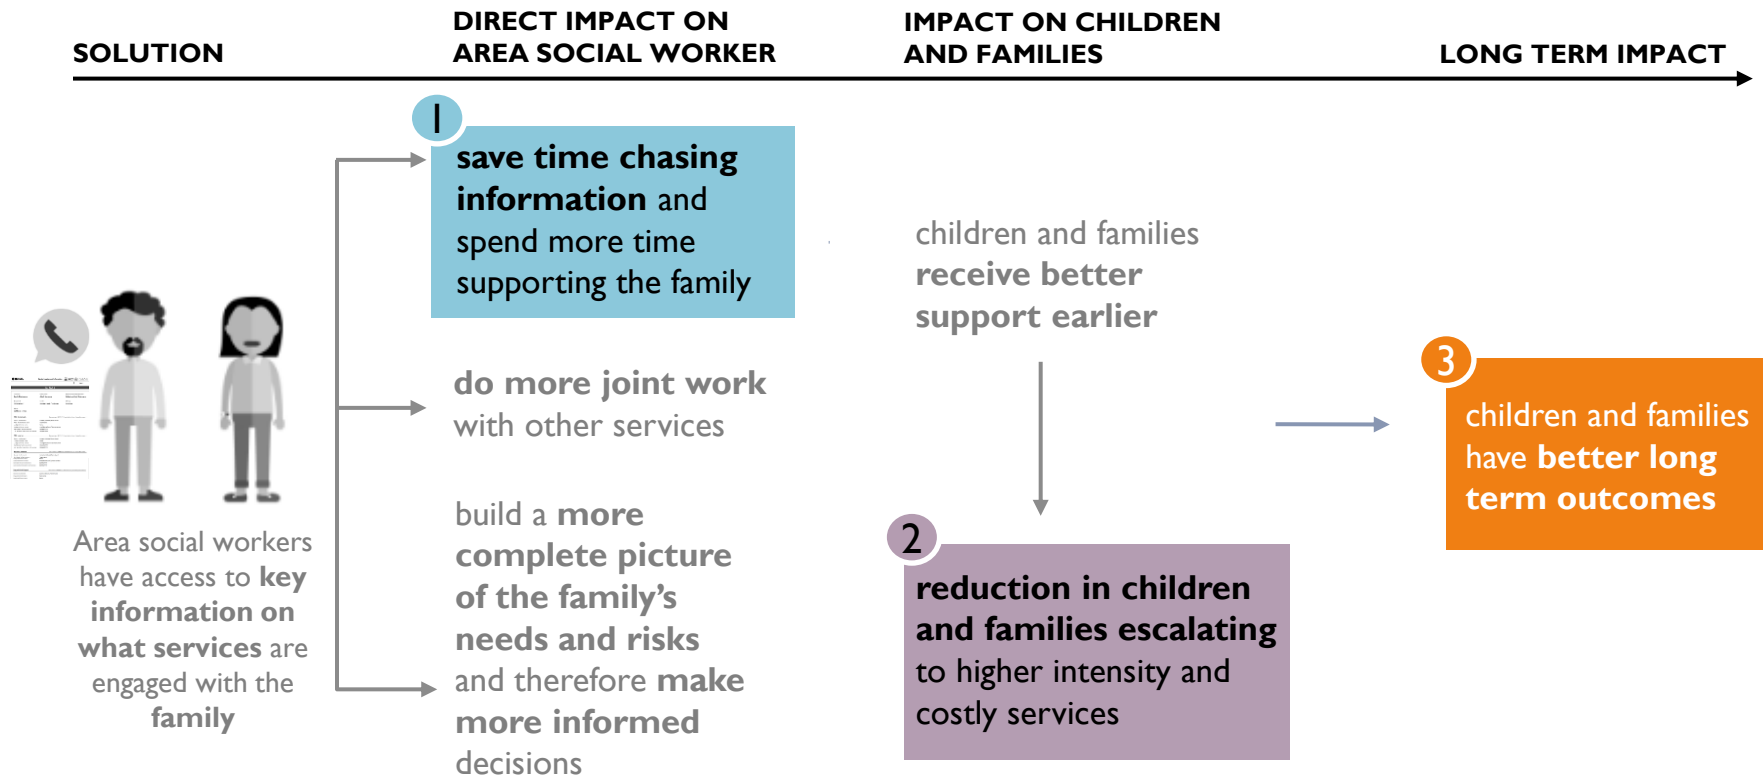 SOLUTION
DIRECT IMPACT ON
AREA SOCIAL WORKER
IMPACT ON CHILDREN
AND FAMILIES
LONG TERM IMPACT
1
save time chasing
information and
spend more time
supporting the family
do more joint work
with other services
build a more
complete picture
of the family’s
needs and risks
and therefore make
more informed
decisions
Area social workers
have access to key
information on
what services are
engaged with the
family
children and families
receive better
support earlier
2
reduction in children
and families escalating
to higher intensity and
costly services
3
children and families
have better long
term outcomes